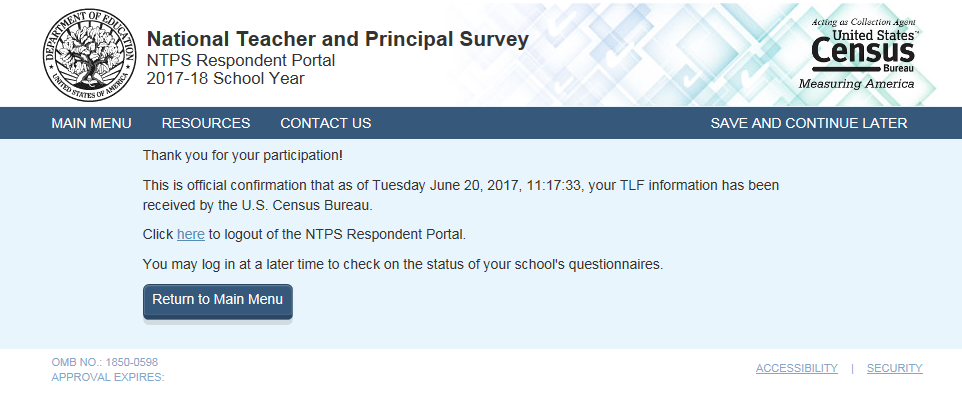 DEPARTMENT OF EDUCATION
UNITED STATES OF AMERICA
National Teacher and Principal Survey
NTPS Respondent Portal
2017-18 School Year
Acting as Collection Agent
United States™
Census
Bureau
Measuring America
MAIN MENU RESOURCES CONTACT US SAVE AND CONTINUE LATER
Thank you for your participation!
This is official confirmation that as of Tuesday June 20, 2017, 11:17:33, your TLF information has been
received by the U.S. Census Bureau.
Click here to logout of the NTPS Respondent Portal.
You may log in at a later time to check on the status of your school's questionnaires.
Return to Main Menu
OMB NO.: 1850-0598
APPROVAL EXPIRES:
ACCESSIBILITY | SECURITY